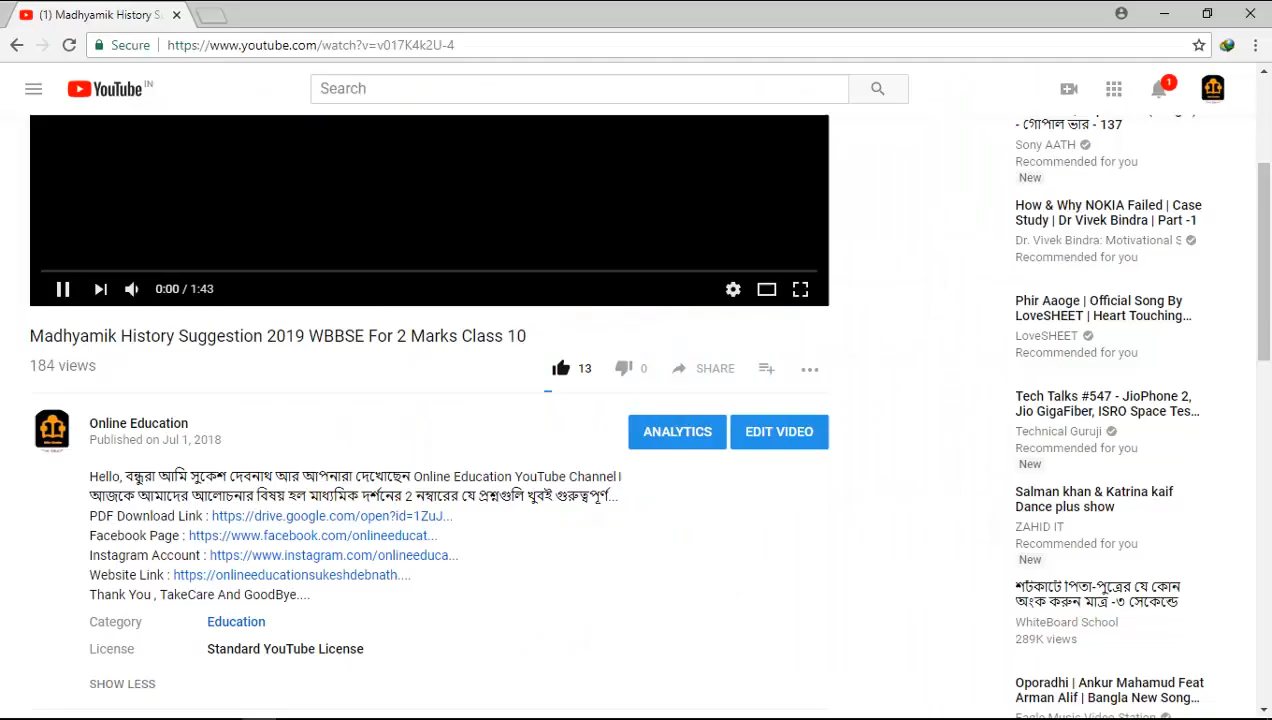 (1) Madhyamik History S
Secure
https://www.youtube.com/watch?v=v017K4k2U-4
YouTube IN
Search
1
0:00 / 1:43
Madhyamik History Suggestion 2019 WBBSE For 2 Marks Class 10
184 views
13
0
SHARE
Online Education
Published on Jul 1, 2018
ANALYTICS
EDIT VIDEO
Hello, বন্ধুরা আমি সুকেশ দেবনাথ আর আপনারা দেখোছেন Online Education YouTube Channel।
আজকে আমাদের আলোচনার বিষয় হল মাধ্যমিক দর্শনের 2 নম্বারের যে প্রশ্নগুলি খুবই গুরুত্বপূর্ণ...
PDF Download Link : https://drive.google.com/open?id=1ZuJ...
Facebook Page : https://www.facebook.com/onlineeducat...
Instagram Account : https://www.instagram.com/onlineeduca...
Website Link : https://onlineeducationsukeshdebnath....
Thank You , TakeCare And GoodBye....
Category Education
License Standard YouTube License
SHOW LESS
- গোপাল ভার - 137
Sony AATH
Recommended for you
New
How & Why NOKIA Failed | Case
Study | Dr Vivek Bindra | Part -1
Dr. Vivek Bindra: Motivational S
Recommended for you
Phir Aaoge | Official Song By
LoveSHEET | Heart Touching...
LoveSHEET
Recommended for you
Tech Talks #547 - JioPhone 2,
Jio GigaFiber, ISRO Space Tes...
Technical Guruji
Recommended for you
New
Salman khan & Katrina kaif
Dance plus show
ZAHID IT
Recommended for you
New
শর্টকাটে পিতা-পুত্রের যে কোন
অংক করুন মাত্র -৩ সেকেন্ডে
WhiteBoard School
289K views
Oporadhi | Ankur Mahamud Feat
Arman Alif | Bangla New Song...
Eagle Music Video Station